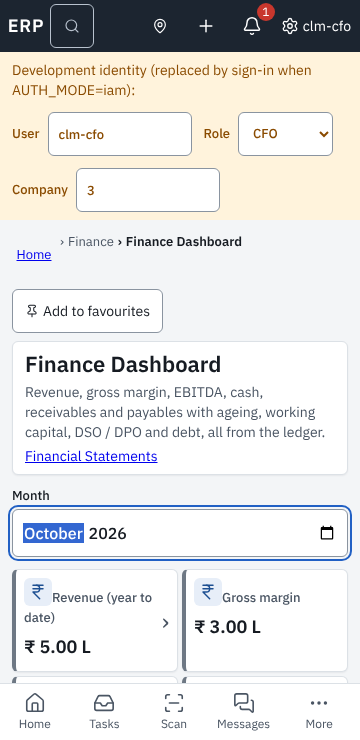 ERP
1
clm-cfo
Development identity (replaced by sign-in when
AUTH_MODE=iam):
User
clm-cfo
Role
CFO
Company
3
Home
› Finance › Finance Dashboard
Add to favourites
Finance Dashboard
Revenue, gross margin, EBITDA, cash,
receivables and payables with ageing, working
capital, DSO / DPO and debt, all from the ledger.
Financial Statements
Month
October 2026
₹ Revenue (year to
date)
₹ 5.00 L
₹ Gross margin
₹ 3.00 L
Home
Tasks
Scan
Messages
More